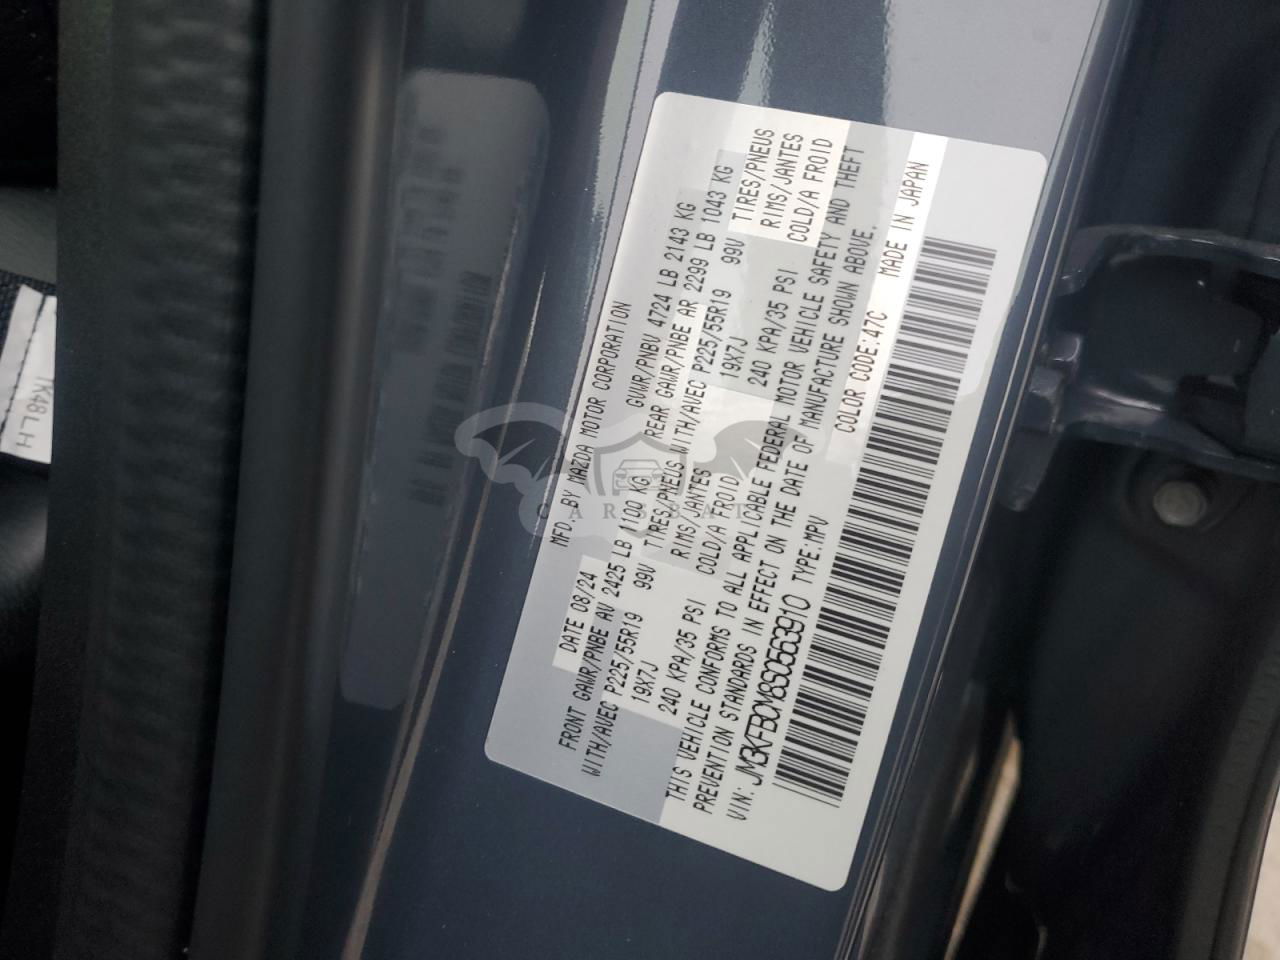 MFD. BY MAZDA MOTOR CORPORATION
DATE 08/24 GVWR/PNBV 4724 LB 2143 KG
FRONT GAWR/PNBE AV 2425 LB 1100 KG REAR GAWR/PNBE AR 2299 LB 1043 KG
WITH/AVEC P225/55R19 99V TIRES/PNEUS WITH/AVEC P225/55R19 99V TIRES/PNEUS
19X7J RIMS/JANTES 19X7J RIMS/JANTES
240 KPA/35 PSI COLD/A FROID 240 KPA/35 PSI COLD/A FROID
THIS VEHICLE CONFORMS TO ALL APPLICABLE FEDERAL MOTOR VEHICLE SAFETY AND THEFT
PREVENTION STANDARDS IN EFFECT ON THE DATE OF MANUFACTURE SHOWN ABOVE.
VIN: JM3KFBCM8S0563910 TYPE:MPV COLOR CODE:47C MADE IN JAPAN
CARSBAT
TK48LH